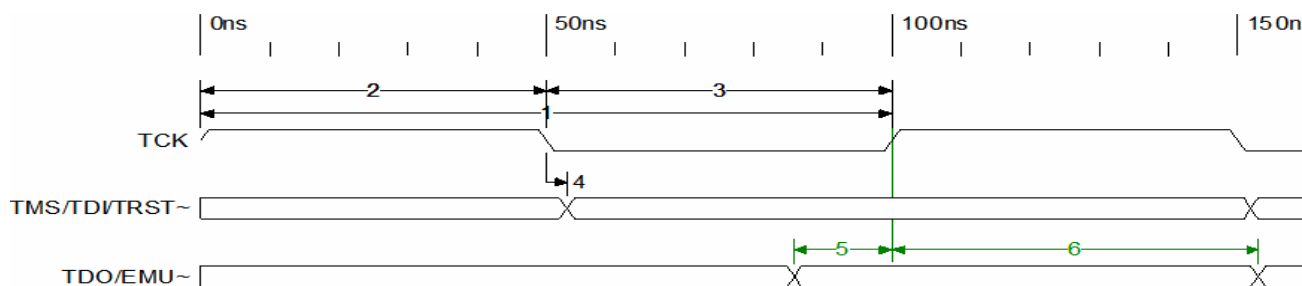 0ns 50ns 100ns 150n
2 3
1
TCK
4
TMS/TDI/TRST~
5 6
TDO/EMU~